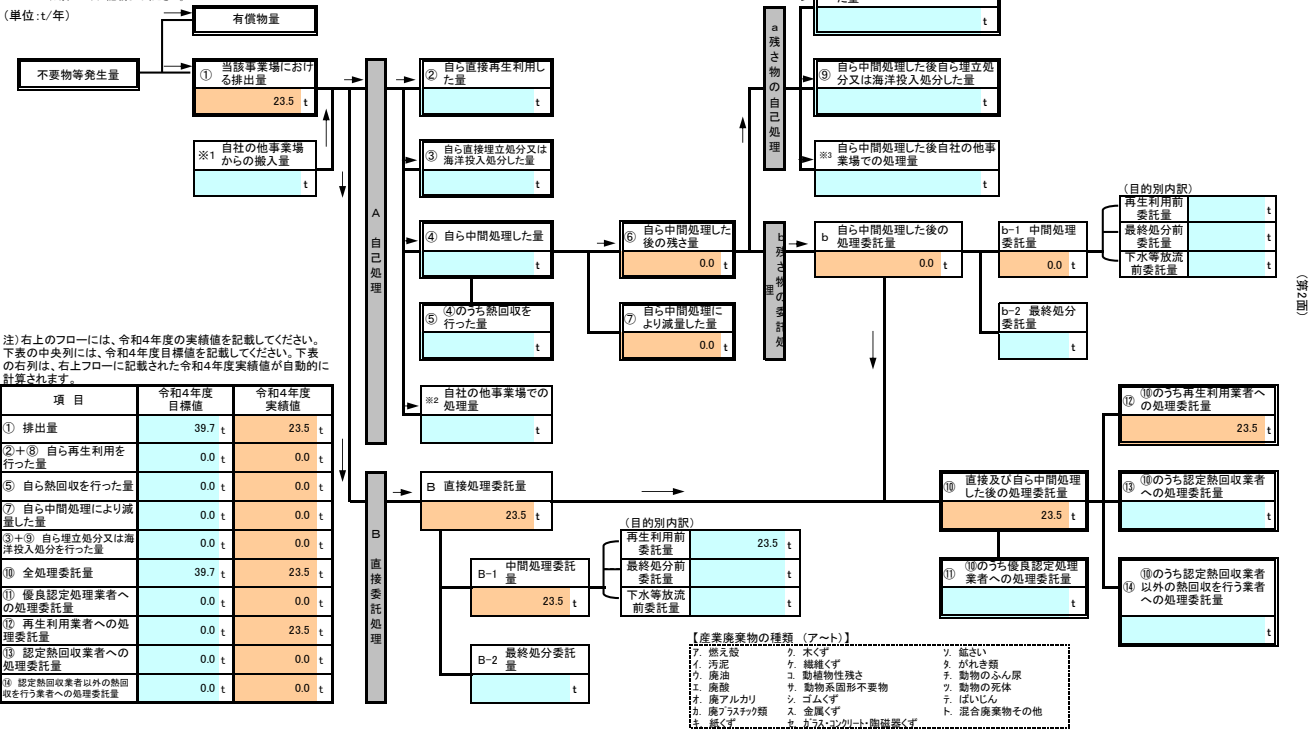 (単位:t/年)
有償物量
不要物等発生量
① 当該事業場における排出量
23.5 t
※1 自社の他事業場からの搬入量
t
A 自己処理
② 自ら直接再生利用した量
t
③ 自ら直接埋立処分又は海洋投入処分した量
t
④ 自ら中間処理した量
t
⑤ ④のうち熱回収を行った量
t
※2 自社の他事業場での処理量
t
⑥ 自ら中間処理した後の残さ量
0.0 t
⑦ 自ら中間処理により減量した量
0.0 t
a 残さ物の自己処理
た量
t
⑨ 自ら中間処理した後自ら埋立処分又は海洋投入処分した量
t
※3 自ら中間処理した後自社の他事業場での処理量
t
b 残さ物の委託処理
b 自ら中間処理した後の処理委託量
0.0 t
b-1 中間処理委託量
0.0 t
b-2 最終処分委託量
t
(目的別内訳)
再生利用前委託量 t
最終処分前委託量 t
下水等放流前委託量 t
(第2面)
注)右上のフローには、令和4年度の実績値を記載してください。
下表の中央列には、令和4年度目標値を記載してください。下表
の右列は、右上フローに記載された令和4年度実績値が自動的に
計算されます。
項 目 令和4年度目標値 令和4年度実績値
① 排出量 39.7 t 23.5 t
②+⑧ 自ら再生利用を行った量 0.0 t 0.0 t
⑤ 自ら熱回収を行った量 0.0 t 0.0 t
⑦ 自ら中間処理により減量した量 0.0 t 0.0 t
③+⑨ 自ら埋立処分又は海洋投入処分を行った量 0.0 t 0.0 t
⑩ 全処理委託量 39.7 t 23.5 t
⑪ 優良認定処理業者への処理委託量 0.0 t 0.0 t
⑫ 再生利用業者への処理委託量 0.0 t 23.5 t
⑬ 認定熱回収業者への処理委託量 0.0 t 0.0 t
⑭ 認定熱回収業者以外の熱回収を行う業者への処理委託量 0.0 t 0.0 t
B 直接委託処理
B 直接処理委託量
23.5 t
B-1 中間処理委託量
23.5 t
B-2 最終処分委託量
t
(目的別内訳)
再生利用前委託量 23.5 t
最終処分前委託量 t
下水等放流前委託量 t
⑩ 直接及び自ら中間処理した後の処理委託量
23.5 t
⑪ ⑩のうち優良認定処理業者への処理委託量
t
⑫ ⑩のうち再生利用業者への処理委託量
23.5 t
⑬ ⑩のうち認定熱回収業者への処理委託量
t
⑭ ⑩のうち認定熱回収業者以外の熱回収を行う業者への処理委託量
t
【産業廃棄物の種類 (ア~ト)】
ア. 燃え殻 ク. 木くず ソ. 鉱さい
イ. 汚泥 ケ. 繊維くず タ. がれき類
ウ. 廃油 コ. 動植物性残さ チ. 動物のふん尿
エ. 廃酸 サ. 動物系固形不要物 ツ. 動物の死体
オ. 廃アルカリ シ. ゴムくず テ. ばいじん
カ. 廃プラスチック類 ス. 金属くず ト. 混合廃棄物その他
キ. 紙くず セ. ガラス・コンクリート・陶磁器くず